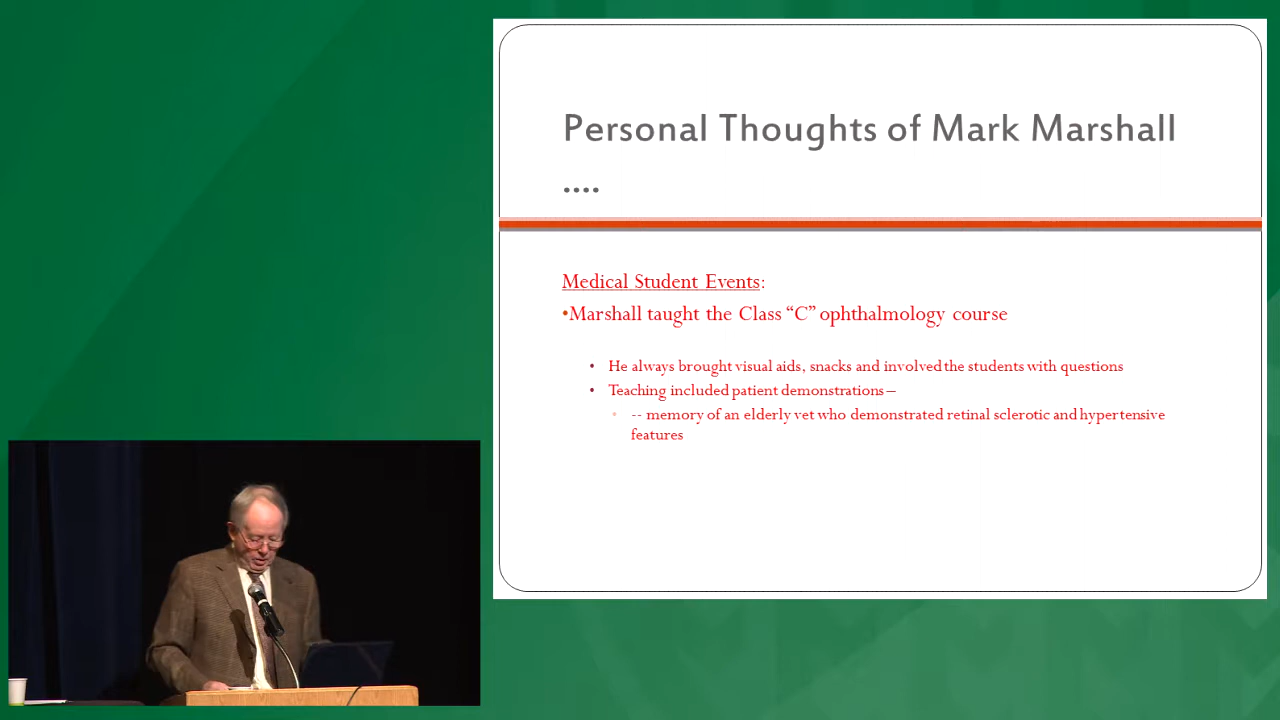 Personal Thoughts of Mark Marshall
....
Medical Student Events:
•Marshall taught the Class “C” ophthalmology course
• He always brought visual aids, snacks and involved the students with questions
• Teaching included patient demonstrations –
◦ -- memory of an elderly vet who demonstrated retinal sclerotic and hypertensive
features